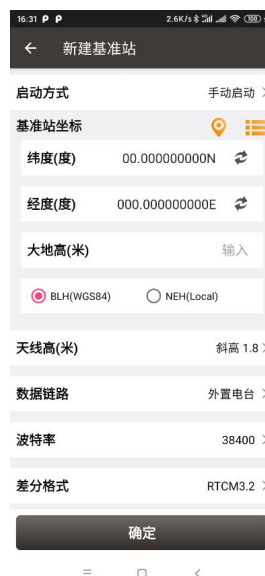 16:31 P P 2.6K/s 100
新建基准站
启动方式 手动启动
基准站坐标
纬度(度) 00.000000000N
经度(度) 000.000000000E
大地高(米) 输入
BLH(WGS84) NEH(Local)
天线高(米) 斜高 1.8
数据链路 外置电台
波特率 38400
差分格式 RTCM3.2
确定